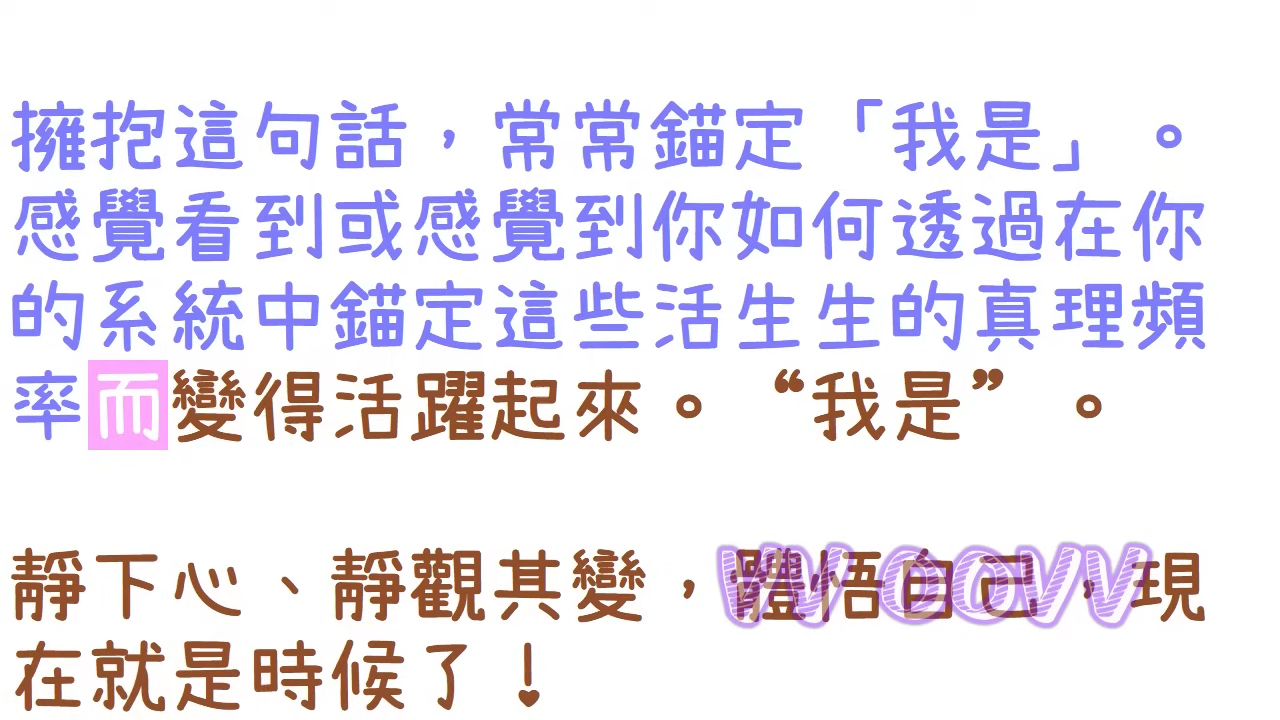 擁抱這句話，常常錨定「我是」。
感覺看到或感覺到你如何透過在你
的系統中錨定這些活生生的真理頻
率而變得活躍起來。“我是”。
靜下心、靜觀其變，體悟自己，現
在就是時候了！